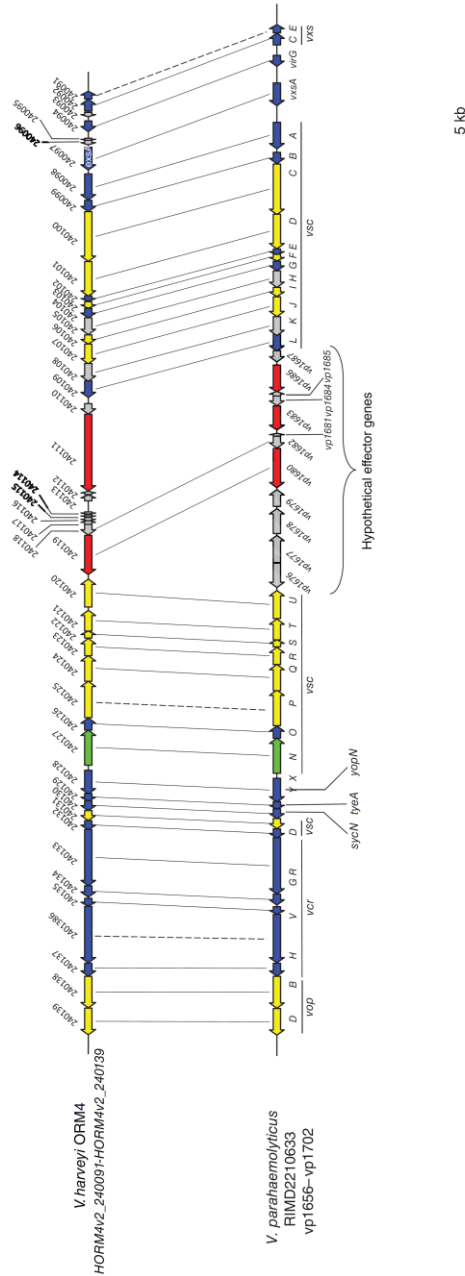 V. harveyi ORM4
HORM4v2_240091-HORM4v2_240139
240139 240138 240137 2401386 240135 240134 240133 240132 240131 240130 240129 240128 240127 240126 240125 240124 240123 240122 240121 240120 240119 240118 240117 240116 240115 240114 240113 240112 240111 240110 240109 240108 240107 240106 240105 240104 240103 240102 240101 240100 240099 240098 240097 240096 240095 240094 240093 240092 240091
V. parahaemolyticus
RIMD2210633
vp1656–vp1702
D B H V G R D Y X N O P Q R S T U vp1676 vp1677 vp1678 vp1679 vp1680 vp1682 vp1683 vp1686 vp1687 L K J I H G F E D C B A vxsA virG C E
vop vcr vsc vsc vsc vxs
sycN tyeA yopN
vp1681 vp1684 vp1685
Hypothetical effector genes
5 kb